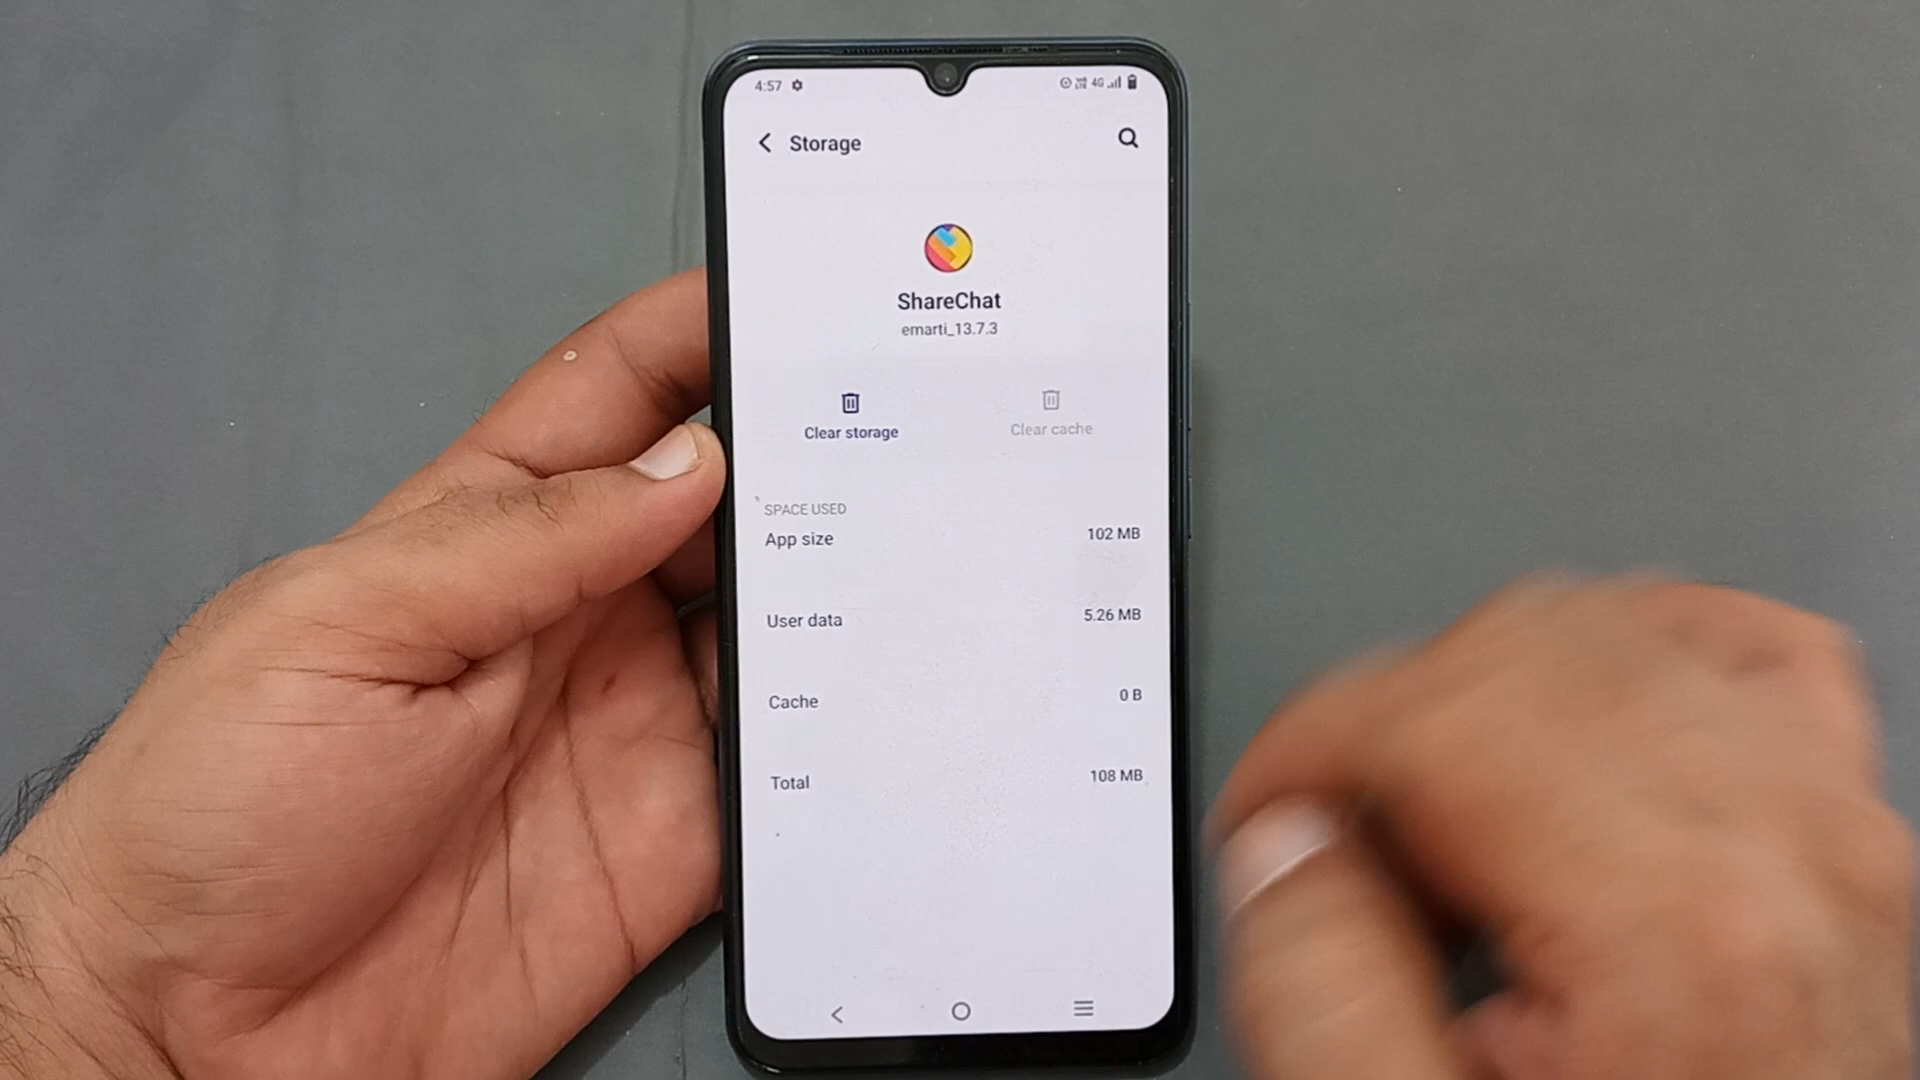 4:57
4G
Storage
ShareChat
emarti_13.7.3
Clear storage
Clear cache
SPACE USED
App size
102 MB
User data
5.26 MB
Cache
0 B
Total
108 MB